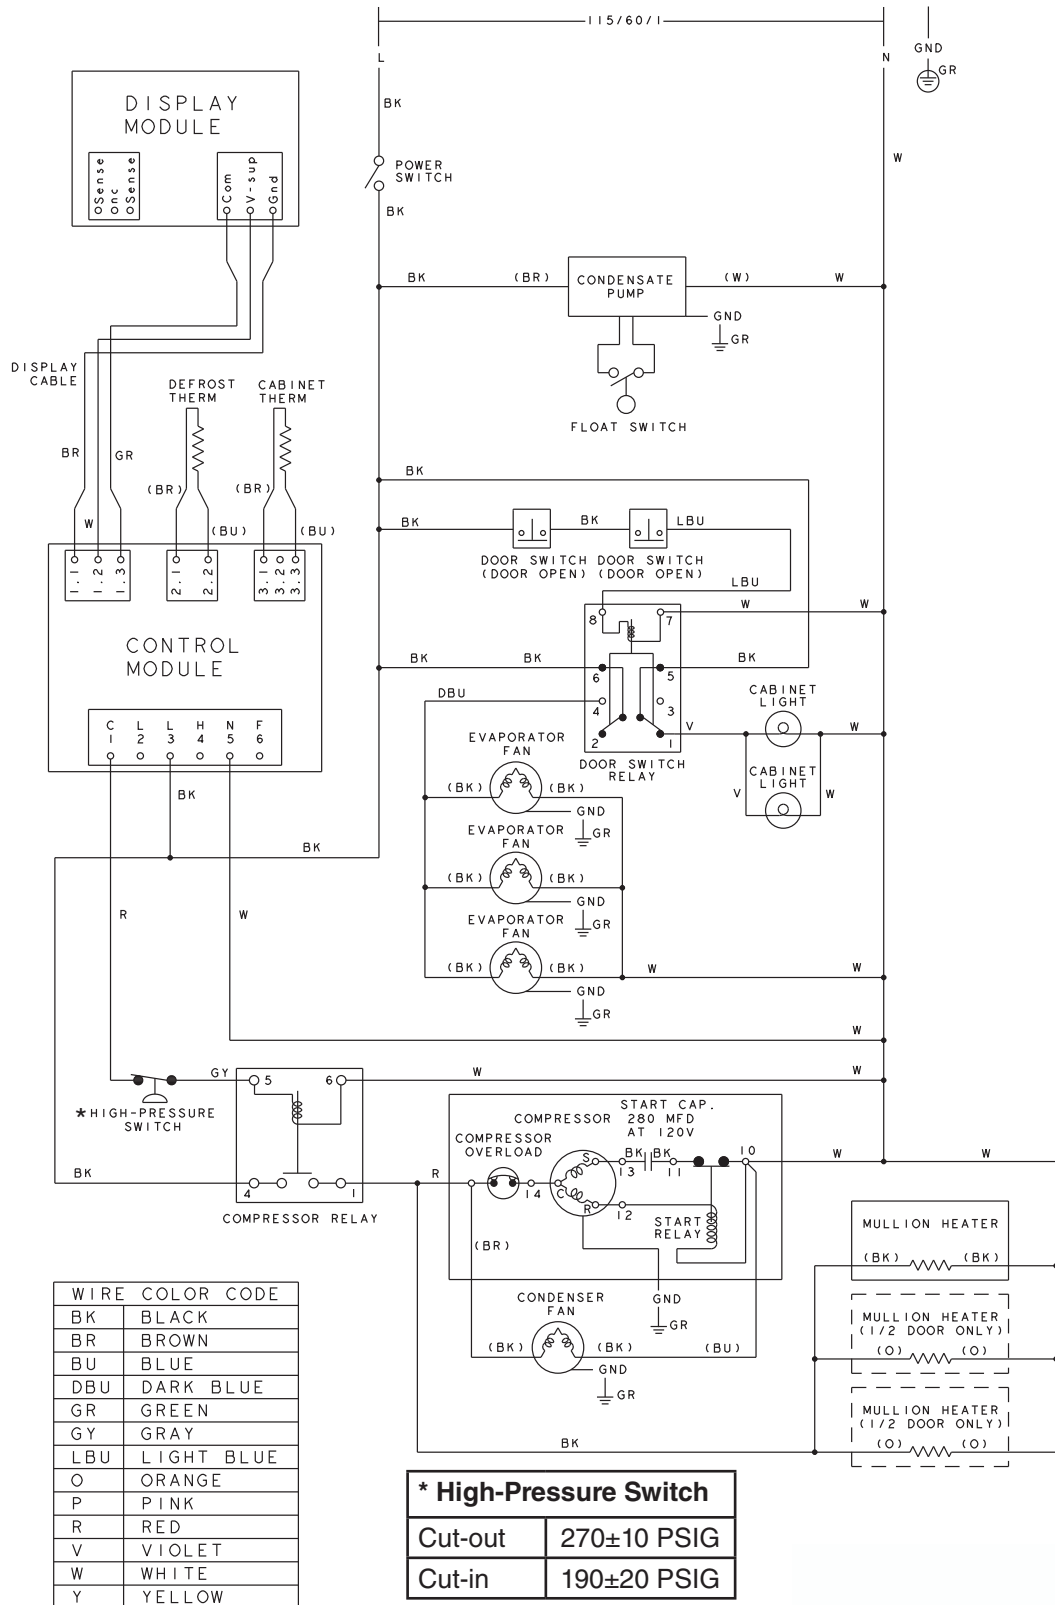 115/60/1
L
N
GND
GR
BK
POWER
SWITCH
BK
W
DISPLAY
MODULE
Sense
nc
Sense
Com
V-sup
Gnd
BK
(BR)
CONDENSATE
PUMP
(W)
W
GND
GR
FLOAT SWITCH
DISPLAY
CABLE
DEFROST
THERM
CABINET
THERM
BR
W
GR
(BR)
(BU)
(BR)
(BU)
1.1
1.2
1.3
2.1
2.2
3.1
3.2
3.3
CONTROL
MODULE
C
1
L
2
L
3
H
4
N
5
F
6
BK
BK
BK
BK
LBU
DOOR SWITCH
(DOOR OPEN)
DOOR SWITCH
(DOOR OPEN)
LBU
8
7
W
W
BK
BK
6
5
BK
DBU
4
3
2
1
V
DOOR SWITCH
RELAY
CABINET
LIGHT
W
CABINET
LIGHT
V
W
EVAPORATOR
FAN
(BK)
(BK)
GND
GR
EVAPORATOR
FAN
(BK)
(BK)
GND
GR
EVAPORATOR
FAN
(BK)
(BK)
W
W
GND
GR
BK
BK
R
W
W
GY
5
6
W
W
*HIGH-PRESSURE
SWITCH
BK
4
1
COMPRESSOR RELAY
R
COMPRESSOR
OVERLOAD
COMPRESSOR
START CAP.
280 MFD
AT 120V
14
C
S
R
13
BK
BK
11
10
12
START
RELAY
W
W
(BR)
GND
GR
CONDENSER
FAN
(BK)
(BK)
(BU)
GND
GR
BK
MULLION HEATER
(BK)
(BK)
MULLION HEATER
(1/2 DOOR ONLY)
(O)
(O)
MULLION HEATER
(1/2 DOOR ONLY)
(O)
(O)
WIRE COLOR CODE
BK BLACK
BR BROWN
BU BLUE
DBU DARK BLUE
GR GREEN
GY GRAY
LBU LIGHT BLUE
O ORANGE
P PINK
R RED
V VIOLET
W WHITE
Y YELLOW
* High-Pressure Switch
Cut-out 270±10 PSIG
Cut-in 190±20 PSIG